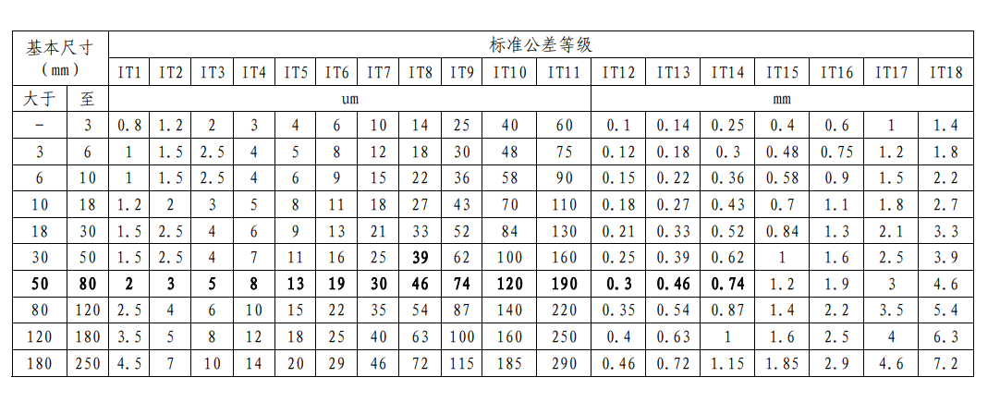 基本尺寸 标准公差等级
(mm) IT1 IT2 IT3 IT4 IT5 IT6 IT7 IT8 IT9 IT10 IT11 IT12 IT13 IT14 IT15 IT16 IT17 IT18
大于 至 um mm
- 3 0.8 1.2 2 3 4 6 10 14 25 40 60 0.1 0.14 0.25 0.4 0.6 1 1.4
3 6 1 1.5 2.5 4 5 8 12 18 30 48 75 0.12 0.18 0.3 0.48 0.75 1.2 1.8
6 10 1 1.5 2.5 4 6 9 15 22 36 58 90 0.15 0.22 0.36 0.58 0.9 1.5 2.2
10 18 1.2 2 3 5 8 11 18 27 43 70 110 0.18 0.27 0.43 0.7 1.1 1.8 2.7
18 30 1.5 2.5 4 6 9 13 21 33 52 84 130 0.21 0.33 0.52 0.84 1.3 2.1 3.3
30 50 1.5 2.5 4 7 11 16 25 39 62 100 160 0.25 0.39 0.62 1 1.6 2.5 3.9
50 80 2 3 5 8 13 19 30 46 74 120 190 0.3 0.46 0.74 1.2 1.9 3 4.6
80 120 2.5 4 6 10 15 22 35 54 87 140 220 0.35 0.54 0.87 1.4 2.2 3.5 5.4
120 180 3.5 5 8 12 18 25 40 63 100 160 250 0.4 0.63 1 1.6 2.5 4 6.3
180 250 4.5 7 10 14 20 29 46 72 115 185 290 0.46 0.72 1.15 1.85 2.9 4.6 7.2